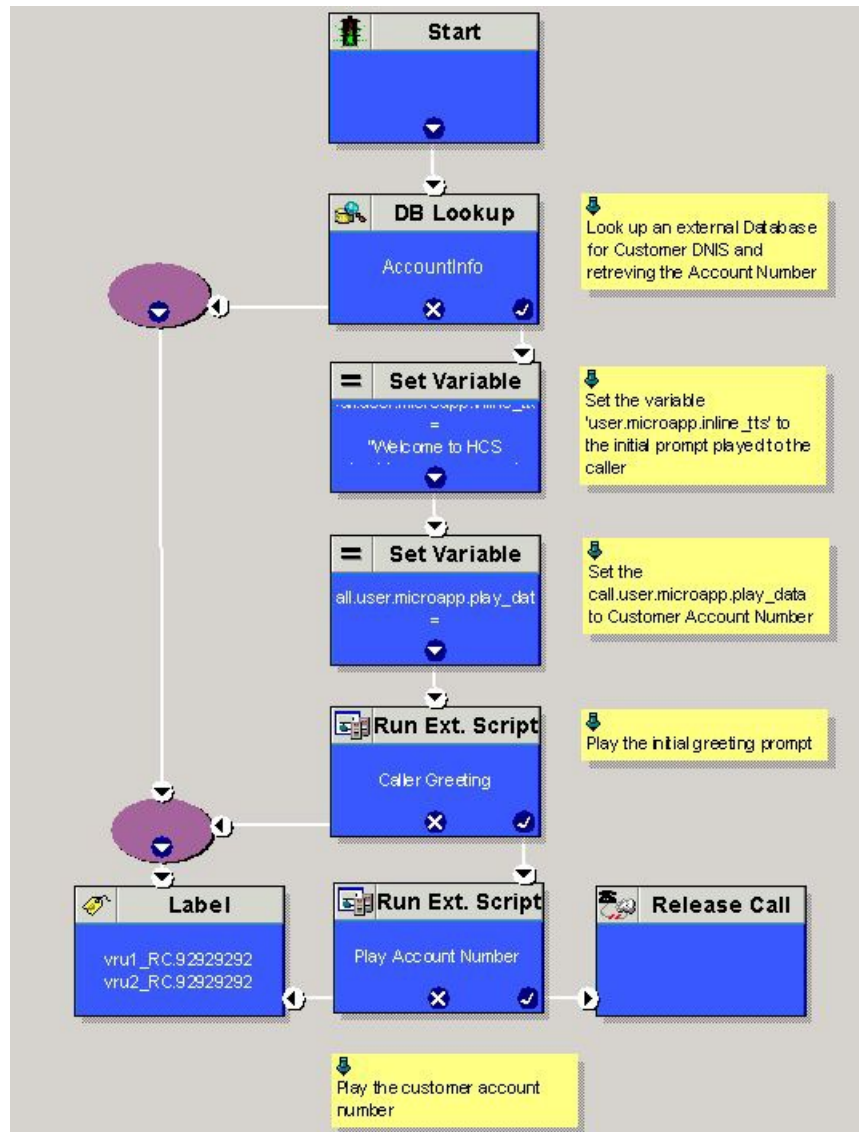 Start
DB Lookup
AccountInfo
Look up an external Database
for Customer DNIS and
retreving the Account Number
Set Variable
=
"Welcome to HCS
Set the variable
'user.microapp.inline_tts' to
the initial prompt played to the
caller
Set Variable
all.user.microapp.play_dat
=
Set the
call.user.microapp.play_data
to Customer Account Number
Run Ext. Script
Caller Greeting
Play the initial greeting prompt
Label
vru1_RC.92929292
vru2_RC.92929292
Run Ext. Script
Play Account Number
Release Call
Play the customer account
number